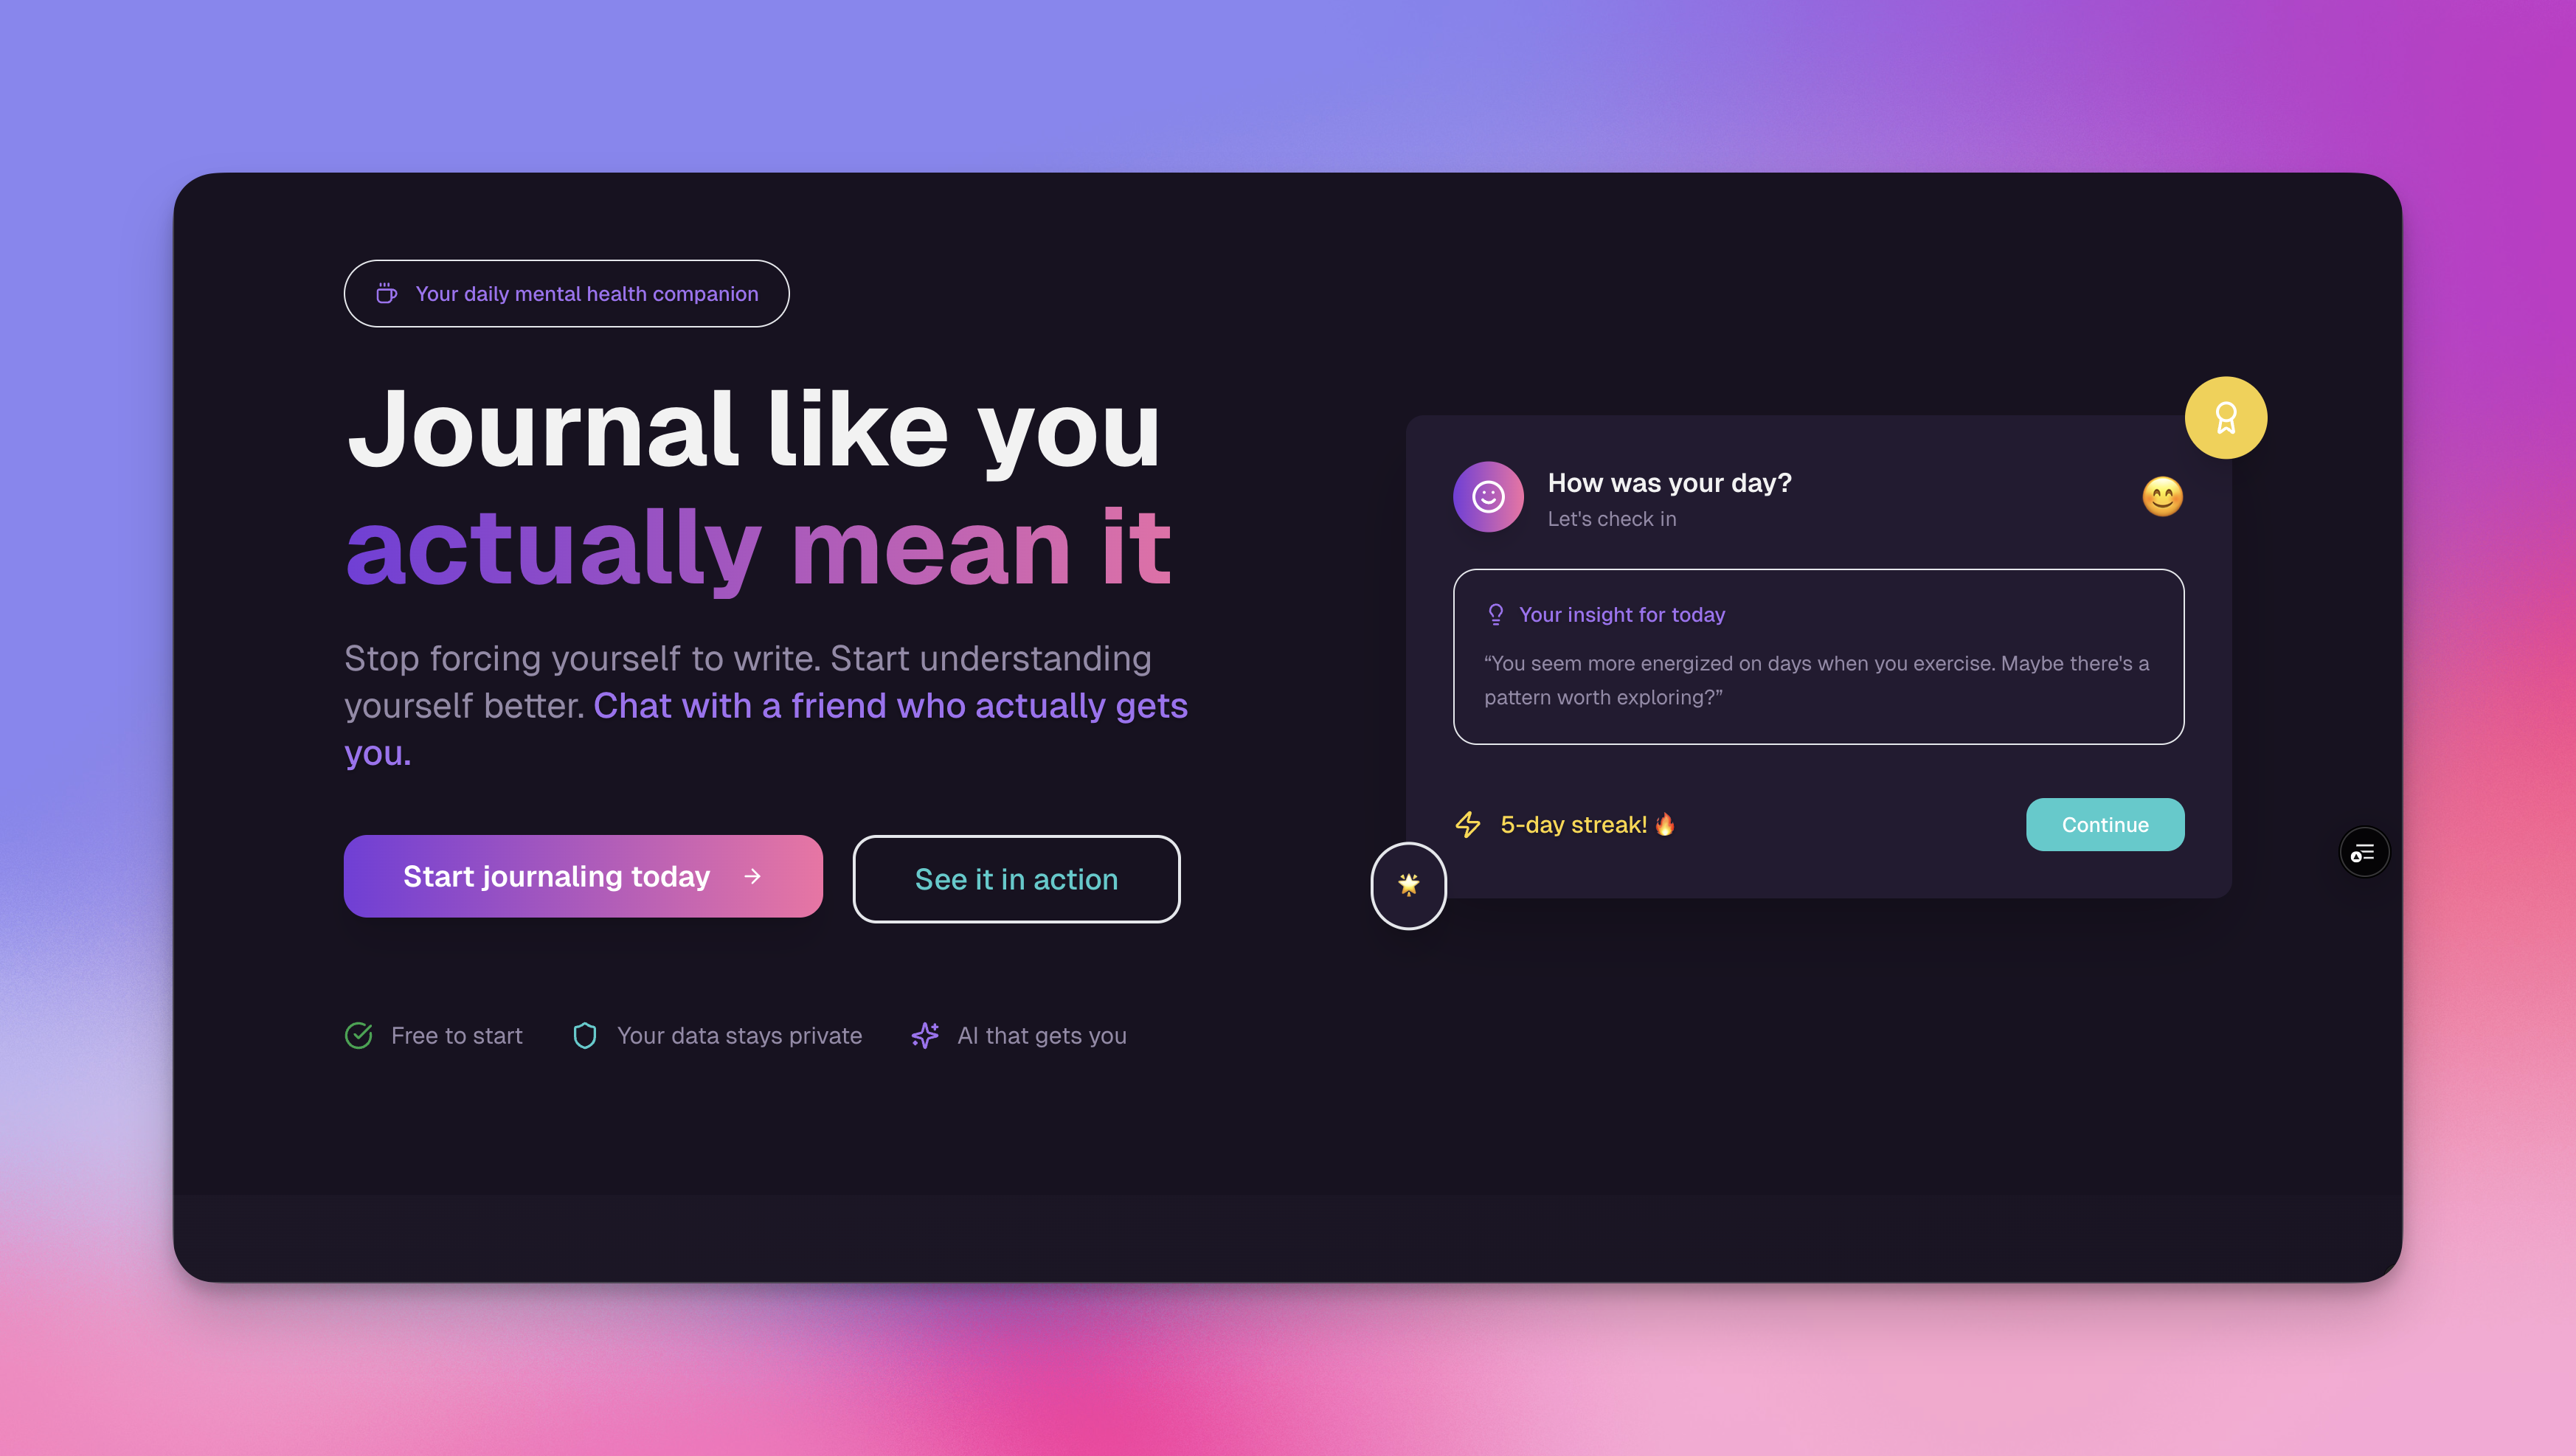 Your daily mental health companion
Journal like you
actually mean it
Stop forcing yourself to write. Start understanding
yourself better. Chat with a friend who actually gets
you.
Start journaling today
See it in action
Free to start
Your data stays private
AI that gets you
How was your day?
Let's check in
Your insight for today
“You seem more energized on days when you exercise. Maybe there's a
pattern worth exploring?”
5-day streak! 🔥
Continue